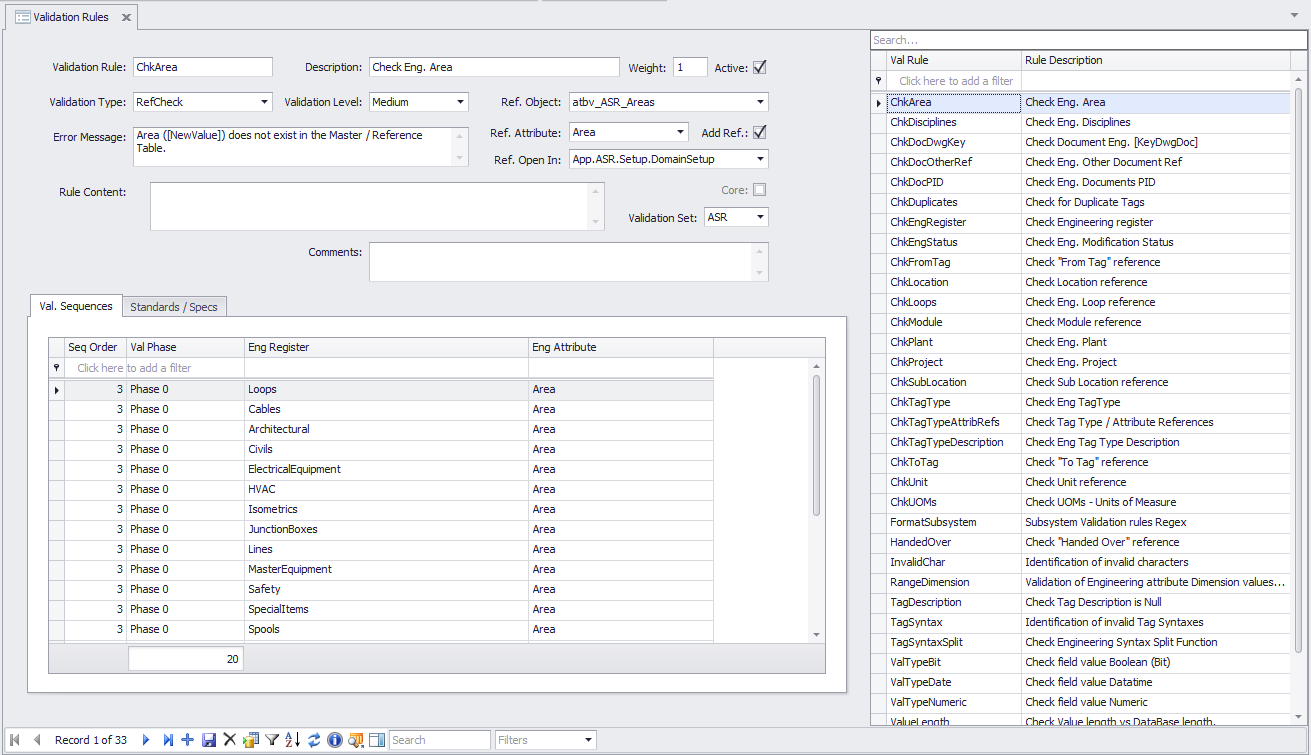 Validation Rules
Validation Rule: ChkArea Description: Check Eng. Area Weight: 1 Active:
Validation Type: RefCheck Validation Level: Medium Ref. Object: atbv_ASR_Areas
Error Message: Area ([NewValue]) does not exist in the Master / Reference
Table.
Ref. Attribute: Area Add Ref.:
Ref. Open In: App.ASR.Setup.DomainSetup
Rule Content: Core:
Validation Set: ASR
Comments:
Val. Sequences Standards / Specs
Seq Order Val Phase Eng Register Eng Attribute
Click here to add a filter
3 Phase 0 Loops Area
3 Phase 0 Cables Area
3 Phase 0 Architectural Area
3 Phase 0 Civils Area
3 Phase 0 ElectricalEquipment Area
3 Phase 0 HVAC Area
3 Phase 0 Isometrics Area
3 Phase 0 JunctionBoxes Area
3 Phase 0 Lines Area
3 Phase 0 MasterEquipment Area
3 Phase 0 Safety Area
3 Phase 0 SpecialItems Area
3 Phase 0 Spools Area
20
Search...
Val Rule Rule Description
Click here to add a filter
ChkArea Check Eng. Area
ChkDisciplines Check Eng. Disciplines
ChkDocDwgKey Check Document Eng. [KeyDwgDoc]
ChkDocOtherRef Check Eng. Other Document Ref
ChkDocPID Check Eng. Documents PID
ChkDuplicates Check for Duplicate Tags
ChkEngRegister Check Engineering register
ChkEngStatus Check Eng. Modification Status
ChkFromTag Check "From Tag" reference
ChkLocation Check Location reference
ChkLoops Check Eng. Loop reference
ChkModule Check Module reference
ChkPlant Check Eng. Plant
ChkProject Check Eng. Project
ChkSubLocation Check Sub Location reference
ChkTagType Check Eng TagType
ChkTagTypeAttribRefs Check Tag Type / Attribute References
ChkTagTypeDescription Check Eng Tag Type Description
ChkToTag Check "To Tag" reference
ChkUnit Check Unit reference
ChkUOMs Check UOMs - Units of Measure
FormatSubsystem Subsystem Validation rules Regex
HandedOver Check "Handed Over" reference
InvalidChar Identification of invalid characters
RangeDimension Validation of Engineering attribute Dimension values...
TagDescription Check Tag Description is Null
TagSyntax Identification of invalid Tag Syntaxes
TagSyntaxSplit Check Engineering Syntax Split Function
ValTypeBit Check field value Boolean (Bit)
ValTypeDate Check field value Datatime
ValTypeNumeric Check field value Numeric
ValueLength Check Value length vs DataBase length.
Record 1 of 33 Search Filters